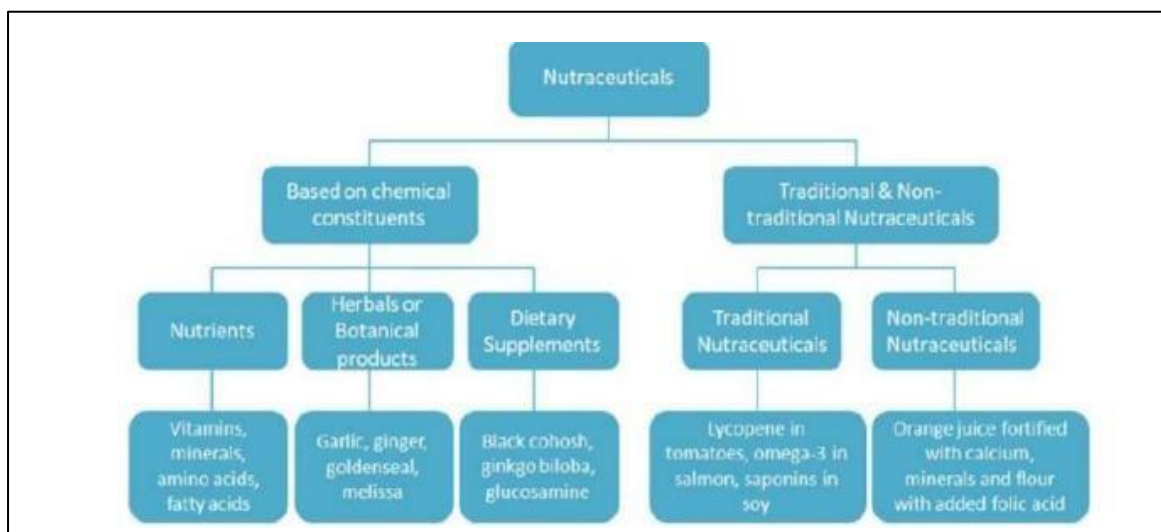 Nutraceuticals
Based on chemical
constituents
Traditional & Non-
traditional Nutraceuticals
Nutrients
Herbals or
Botanical
products
Dietary
Supplements
Traditional
Nutraceuticals
Non-traditional
Nutraceuticals
Vitamins,
minerals,
amino acids,
fatty acids
Garlic, ginger,
goldenseal,
melissa
Black cohosh,
ginkgo biloba,
glucosamine
Lycopene in
tomatoes, omega-3 in
salmon, saponins in
soy
Orange juice fortified
with calcium,
minerals and flour
with added folic acid